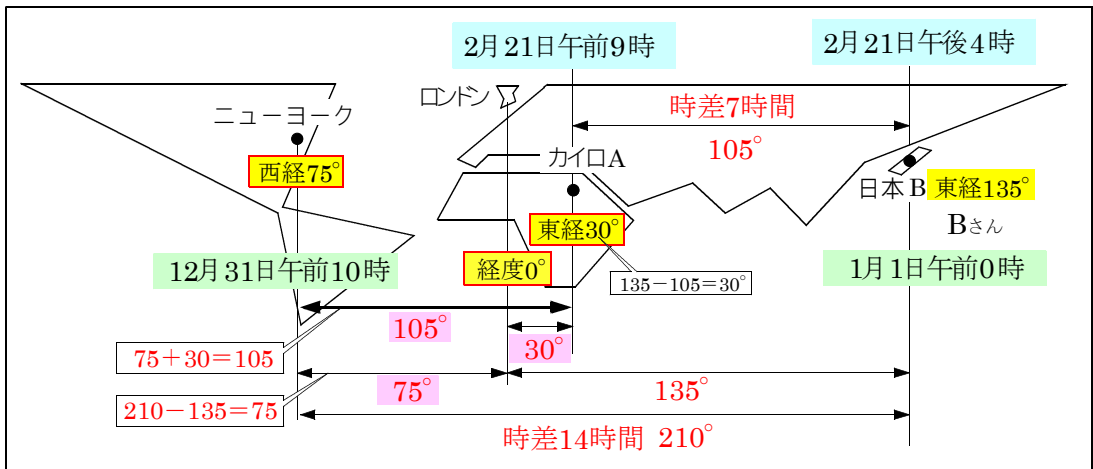 2月21日午前9時
2月21日午後4時
ロンドン
時差7時間
ニューヨーク
105°
カイロA
西経75°
日本B 東経135°
東経30°
Bさん
12月31日午前10時
経度0°
135－105＝30°
1月1日午前0時
105°
30°
75＋30＝105
75°
135°
210－135＝75
時差14時間 210°